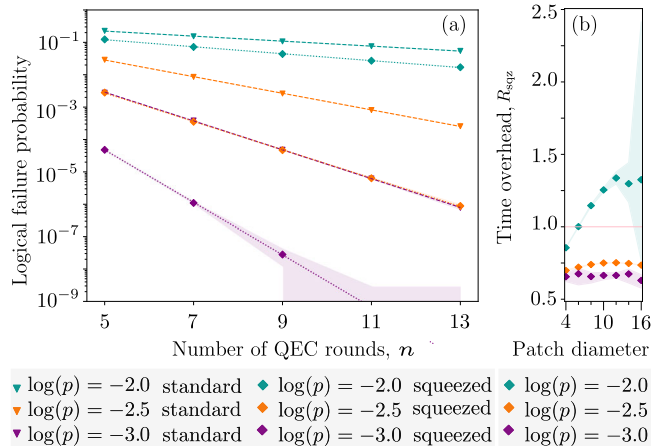 (a)
Logical failure probability
10⁻¹
10⁻³
10⁻⁵
10⁻⁷
10⁻⁹
5 7 9 11 13
Number of QEC rounds, n
(b)
Time overhead, R_sqz
2.5
2.0
1.5
1.0
0.5
4 10 16
Patch diameter
log(p) = −2.0 standard log(p) = −2.0 squeezed log(p) = −2.0
log(p) = −2.5 standard log(p) = −2.5 squeezed log(p) = −2.5
log(p) = −3.0 standard log(p) = −3.0 squeezed log(p) = −3.0